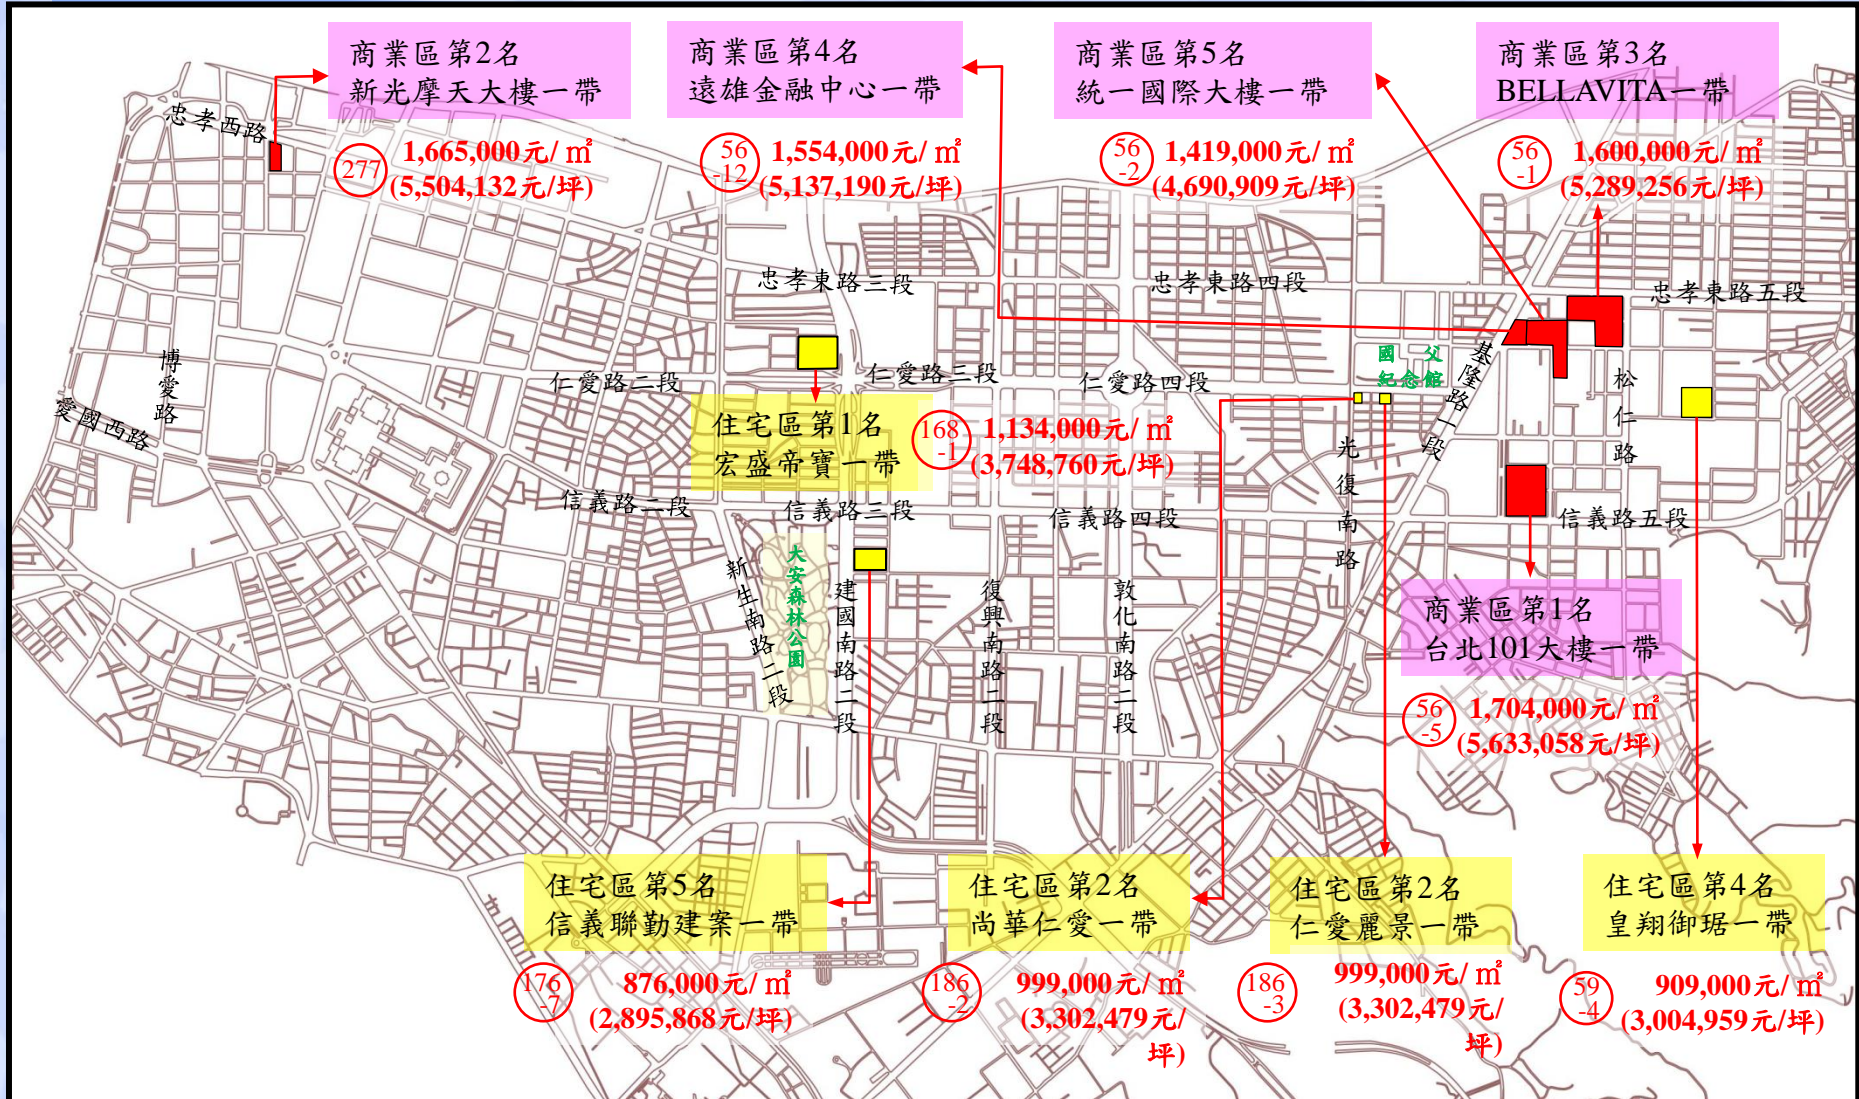 商業區第2名
新光摩天大樓一帶
277
1,665,000元/ ㎡
(5,504,132元/坪)
商業區第4名
遠雄金融中心一帶
56
-12
1,554,000元/ ㎡
(5,137,190元/坪)
商業區第5名
統一國際大樓一帶
56
-2
1,419,000元/ ㎡
(4,690,909元/坪)
商業區第3名
BELLAVITA一帶
56
-1
1,600,000元/ ㎡
(5,289,256元/坪)
忠孝西路
忠孝東路三段
忠孝東路四段
忠孝東路五段
博愛路
愛國西路
仁愛路二段
仁愛路三段
仁愛路四段
國父
紀念館
基隆路一段
松仁路
住宅區第1名
宏盛帝寶一帶
168
-1
1,134,000元/ ㎡
(3,748,760元/坪)
光復南路
信義路二段
信義路三段
信義路四段
信義路五段
新生南路二段
大安森林公園
建國南路二段
復興南路二段
敦化南路二段
商業區第1名
台北101大樓一帶
56
-5
1,704,000元/ ㎡
(5,633,058元/坪)
住宅區第5名
信義聯勤建案一帶
176
-7
876,000元/ ㎡
(2,895,868元/坪)
住宅區第2名
尚華仁愛一帶
186
-2
999,000元/ ㎡
(3,302,479元/
坪)
住宅區第2名
仁愛麗景一帶
186
-3
999,000元/ ㎡
(3,302,479元/
坪)
住宅區第4名
皇翔御琚一帶
59
-4
909,000元/ ㎡
(3,004,959元/坪)